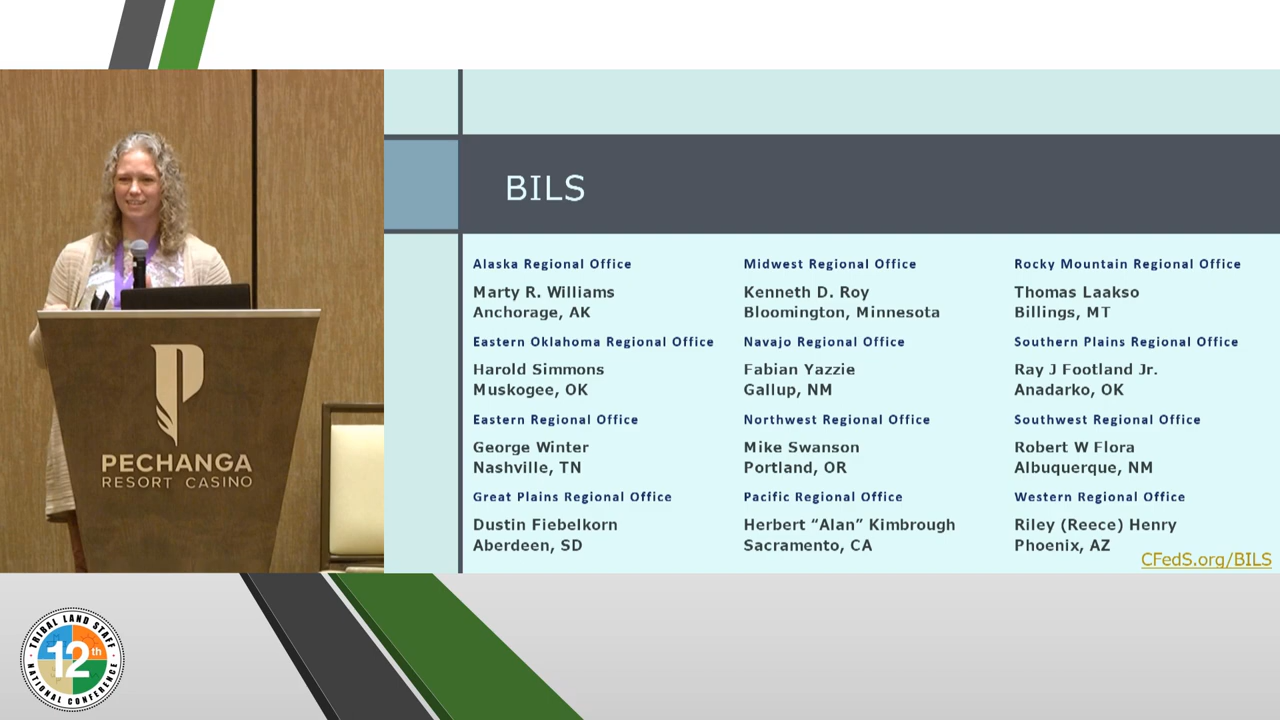 BILS
Alaska Regional Office
Marty R. Williams
Anchorage, AK
Eastern Oklahoma Regional Office
Harold Simmons
Muskogee, OK
Eastern Regional Office
George Winter
Nashville, TN
Great Plains Regional Office
Dustin Fiebelkorn
Aberdeen, SD
Midwest Regional Office
Kenneth D. Roy
Bloomington, Minnesota
Navajo Regional Office
Fabian Yazzie
Gallup, NM
Northwest Regional Office
Mike Swanson
Portland, OR
Pacific Regional Office
Herbert “Alan” Kimbrough
Sacramento, CA
Rocky Mountain Regional Office
Thomas Laakso
Billings, MT
Southern Plains Regional Office
Ray J Footland Jr.
Anadarko, OK
Southwest Regional Office
Robert W Flora
Albuquerque, NM
Western Regional Office
Riley (Reece) Henry
Phoenix, AZ
CFedS.org/BILS
PECHANGA
RESORT CASINO
TRIBAL LAND STAFF
12th
NATIONAL CONFERENCE